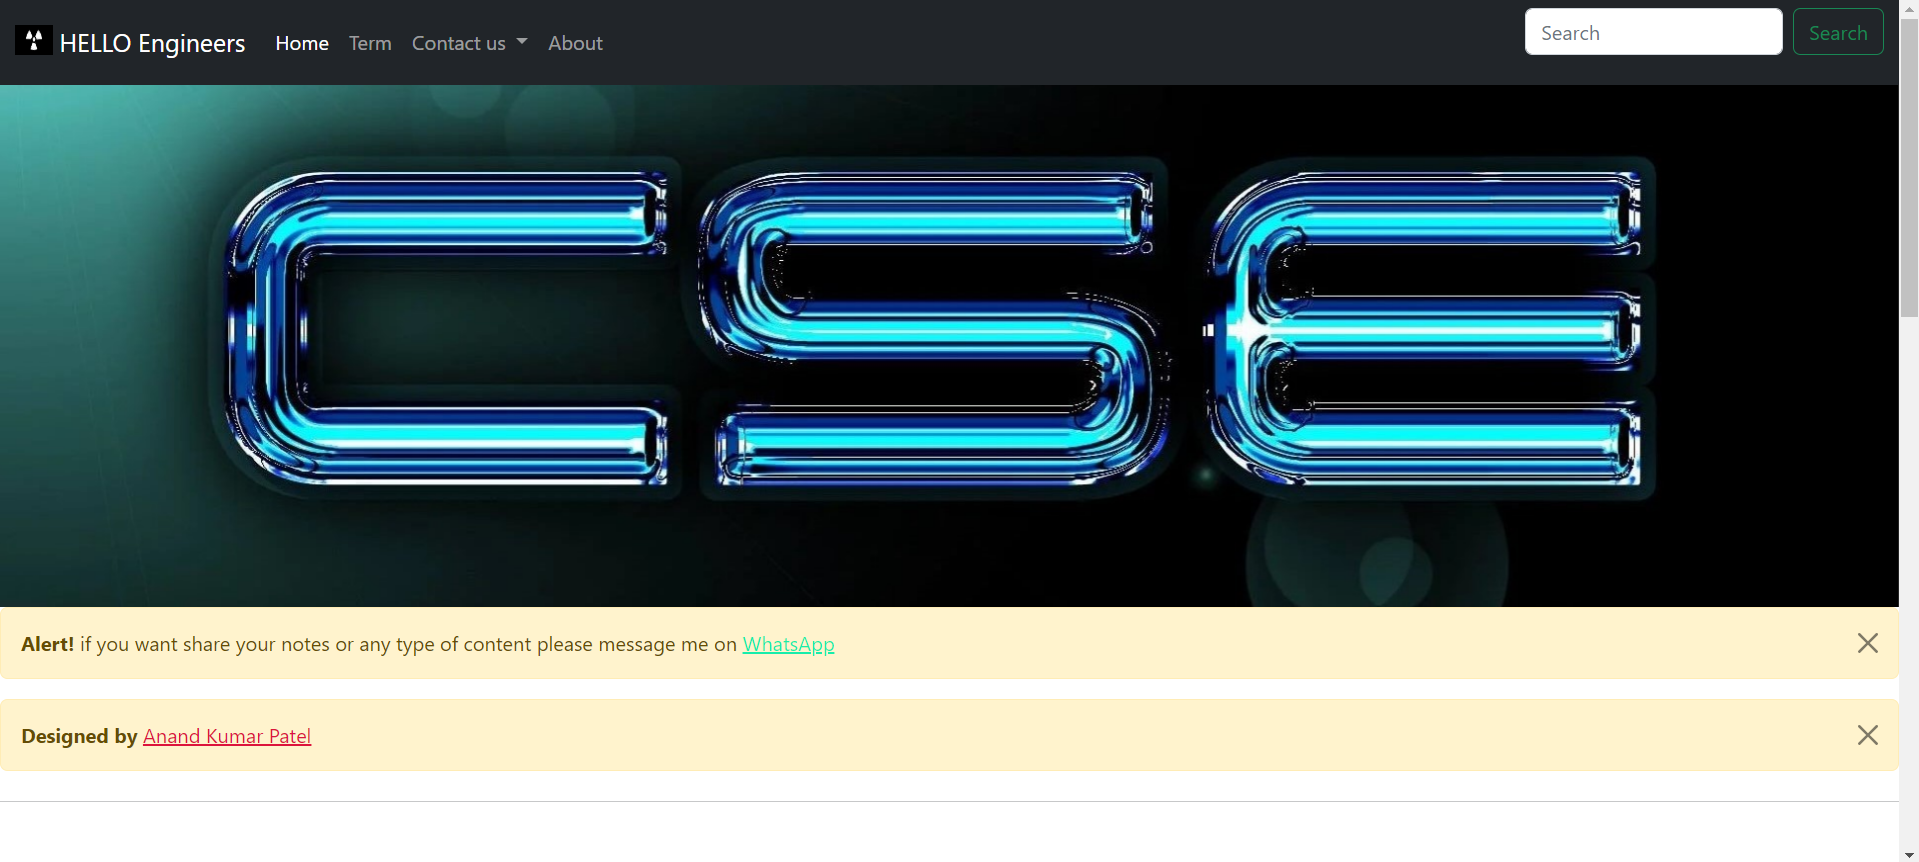 HELLO Engineers Home Term Contact us About Search Search
CSE
Alert! if you want share your notes or any type of content please message me on WhatsApp
Designed by Anand Kumar Patel